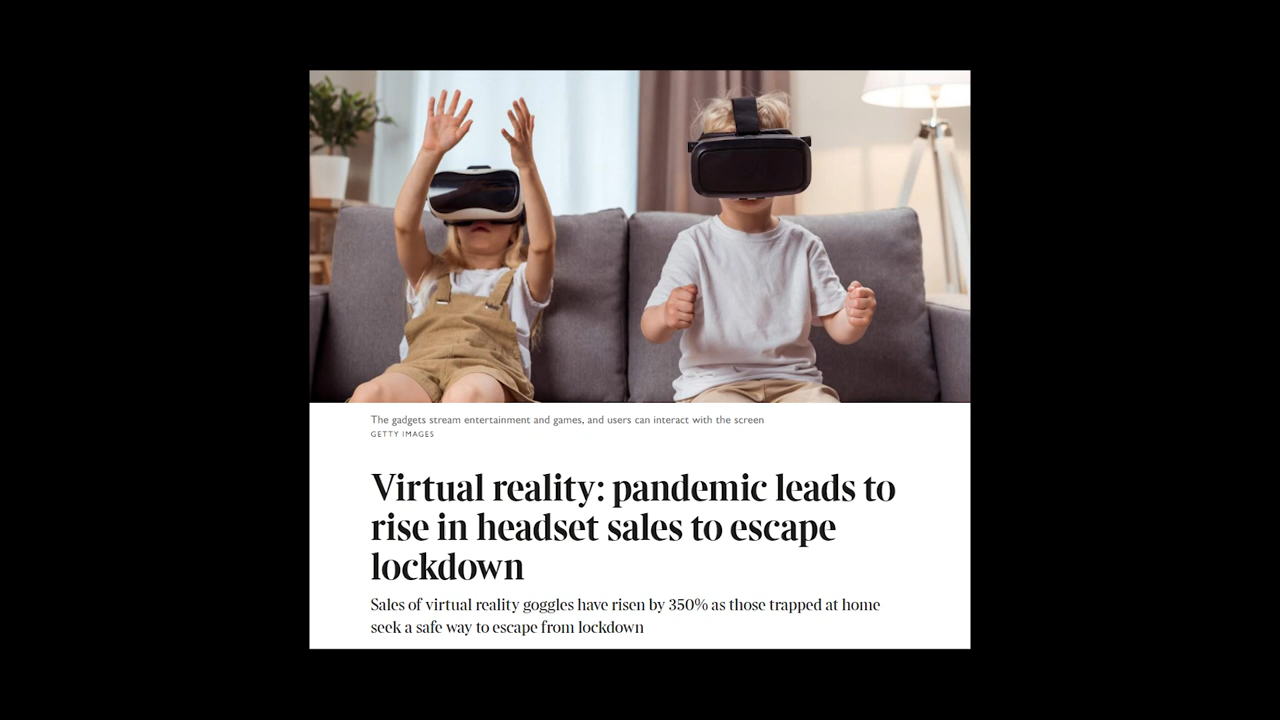 The gadgets stream entertainment and games, and users can interact with the screen
GETTY IMAGES
Virtual reality: pandemic leads to
rise in headset sales to escape
lockdown
Sales of virtual reality goggles have risen by 350% as those trapped at home
seek a safe way to escape from lockdown